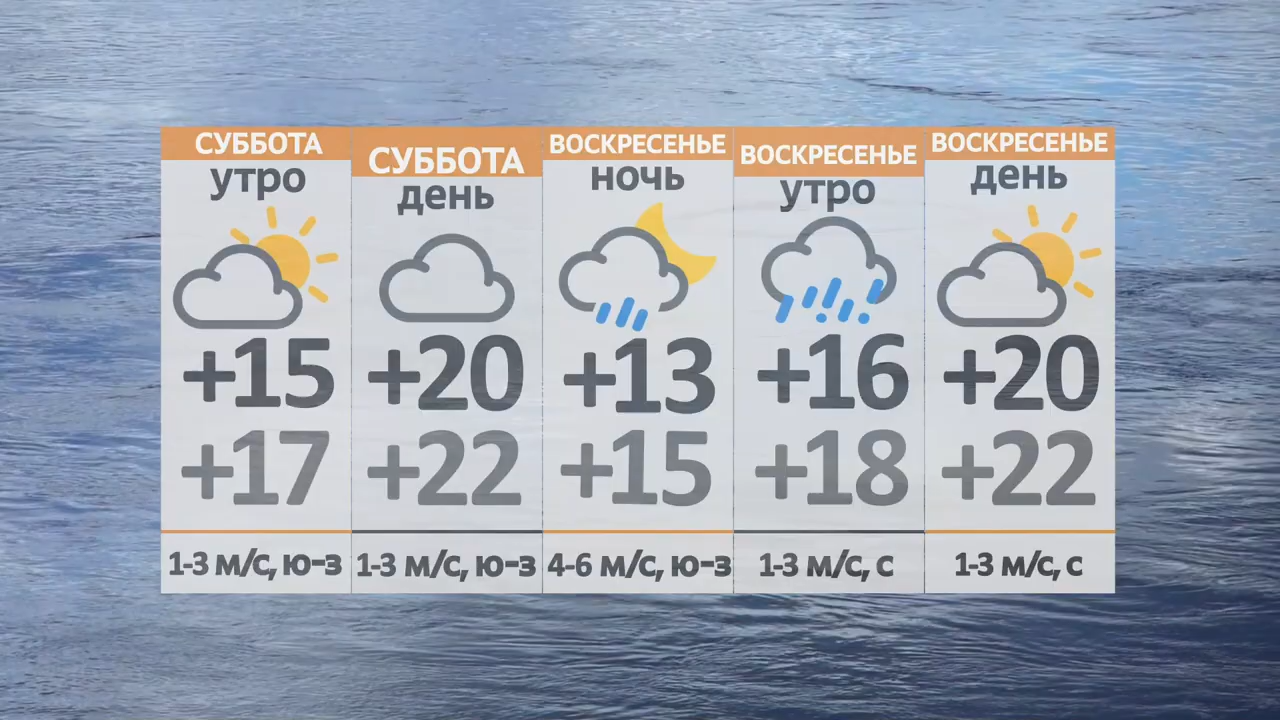 СУББОТА
утро
+15
+17
1-3 м/с, ю-з
СУББОТА
день
+20
+22
1-3 м/с, ю-з
ВОСКРЕСЕНЬЕ
ночь
+13
+15
4-6 м/с, ю-з
ВОСКРЕСЕНЬЕ
утро
+16
+18
1-3 м/с, с
ВОСКРЕСЕНЬЕ
день
+20
+22
1-3 м/с, с